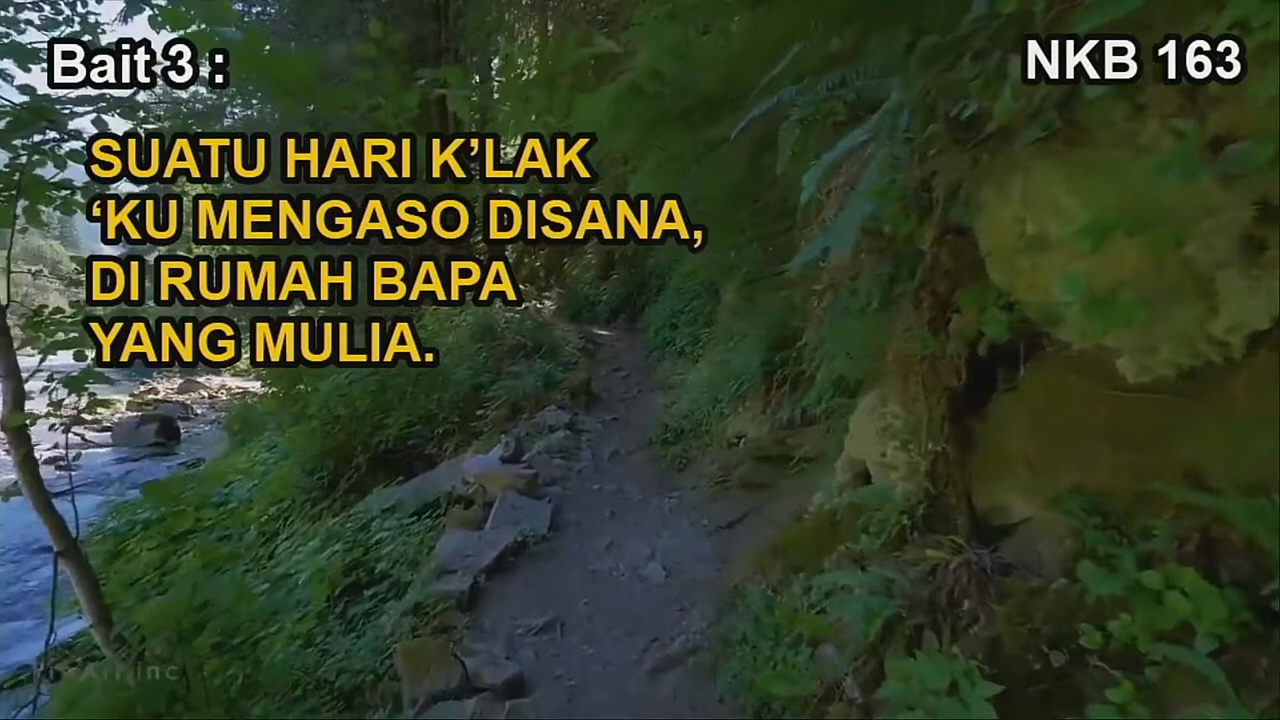 Bait 3 :
NKB 163
SUATU HARI K’LAK
‘KU MENGASO DISANA,
DI RUMAH BAPA
YANG MULIA.